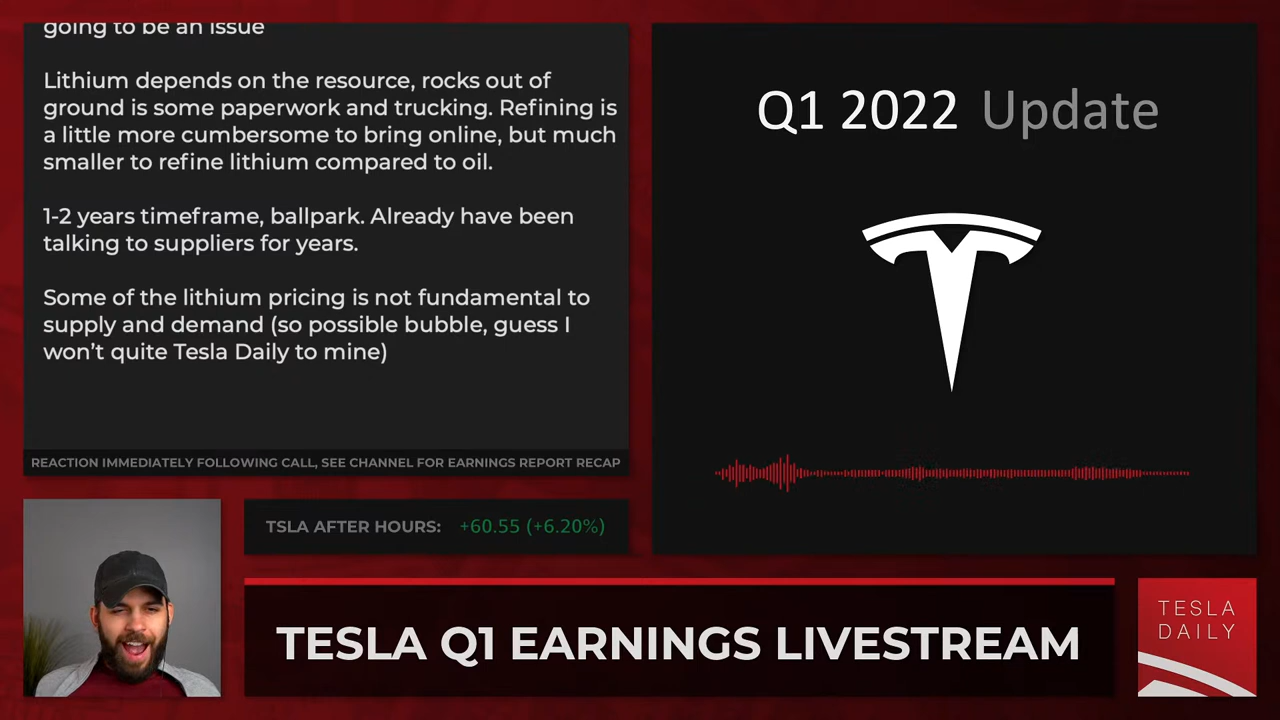 going to be an issue
Lithium depends on the resource, rocks out of
ground is some paperwork and trucking. Refining is
a little more cumbersome to bring online, but much
smaller to refine lithium compared to oil.
1-2 years timeframe, ballpark. Already have been
talking to suppliers for years.
Some of the lithium pricing is not fundamental to
supply and demand (so possible bubble, guess I
won't quite Tesla Daily to mine)
REACTION IMMEDIATELY FOLLOWING CALL, SEE CHANNEL FOR EARNINGS REPORT RECAP
Q1 2022 Update
TSLA AFTER HOURS: +60.55 (+6.20%)
TESLA Q1 EARNINGS LIVESTREAM
TESLA
DAILY